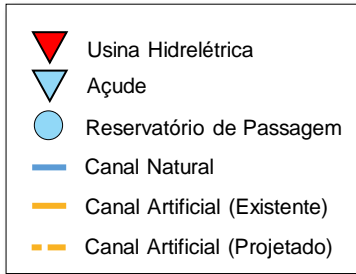 Usina Hidrelétrica
Açude
Reservatório de Passagem
Canal Natural
Canal Artificial (Existente)
Canal Artificial (Projetado)